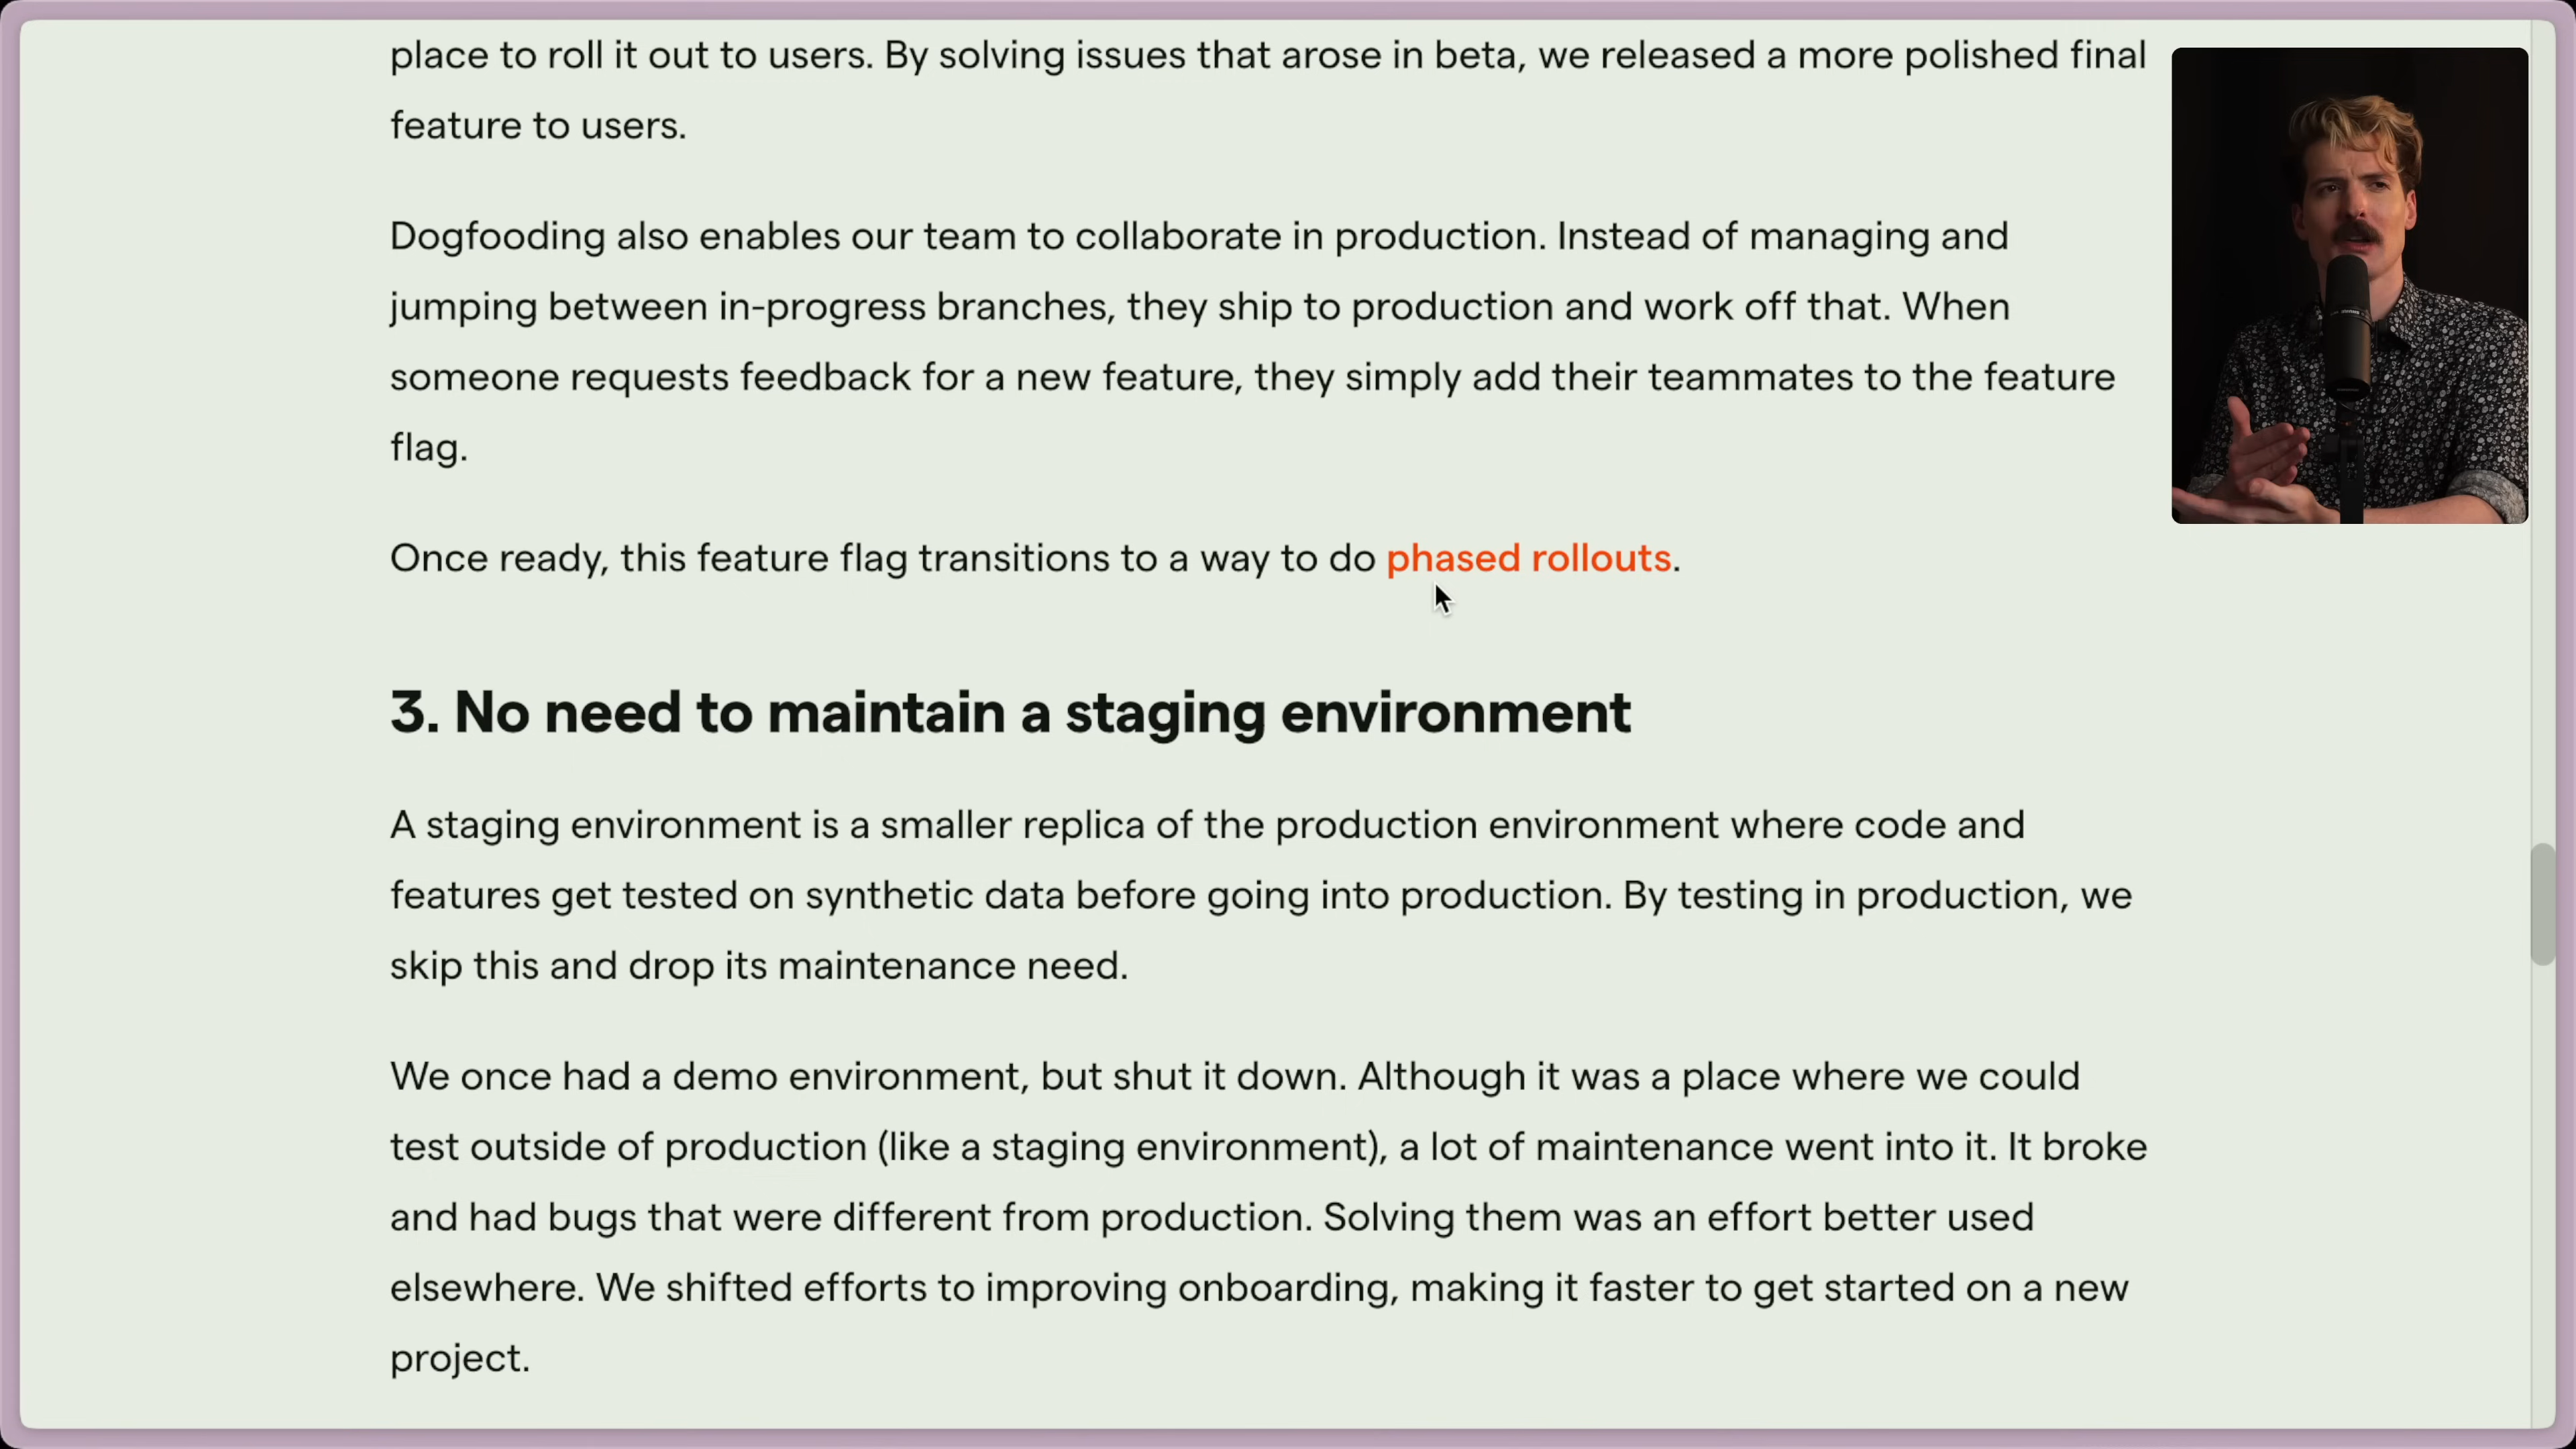 place to roll it out to users. By solving issues that arose in beta, we released a more polished final
feature to users.
Dogfooding also enables our team to collaborate in production. Instead of managing and
jumping between in-progress branches, they ship to production and work off that. When
someone requests feedback for a new feature, they simply add their teammates to the feature
flag.
Once ready, this feature flag transitions to a way to do phased rollouts.
3. No need to maintain a staging environment
A staging environment is a smaller replica of the production environment where code and
features get tested on synthetic data before going into production. By testing in production, we
skip this and drop its maintenance need.
We once had a demo environment, but shut it down. Although it was a place where we could
test outside of production (like a staging environment), a lot of maintenance went into it. It broke
and had bugs that were different from production. Solving them was an effort better used
elsewhere. We shifted efforts to improving onboarding, making it faster to get started on a new
project.